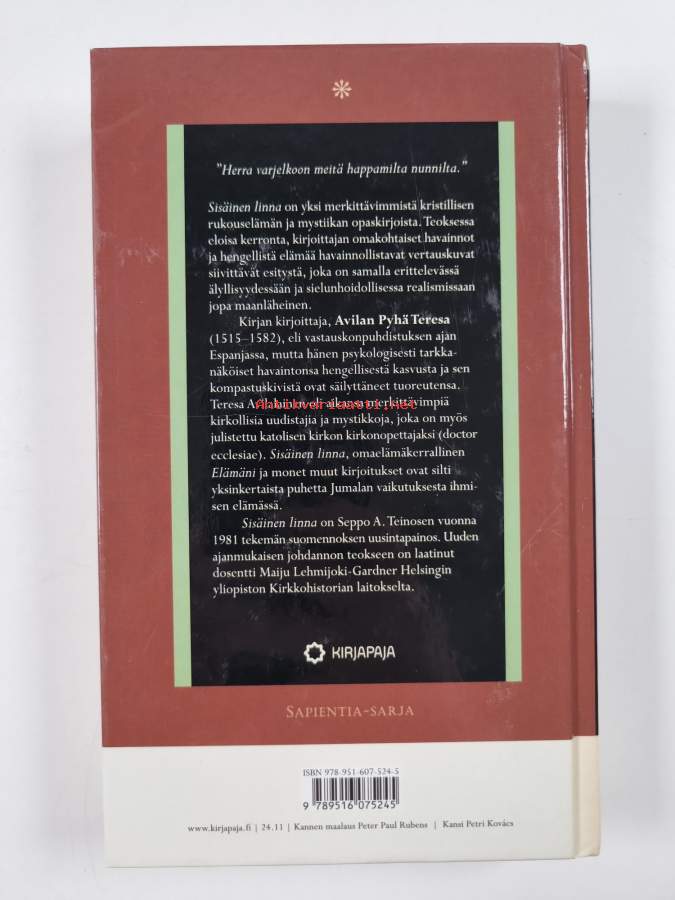 "Herra varjelkoon meitä happamilta nunnilta."
Sisäinen linna on yksi merkittävimmistä kristillisen
rukouselämän ja mystiikan opaskirjoista. Teoksessa
eloisa kerronta, kirjoittajan omakohtaiset havainnot
ja hengellistä elämää havainnollistavat vertauskuvat
siivittävät esitystä, joka on samalla erittelevässä
älyllisyydessään ja sielunhoidollisessa realismissaan
jopa maanläheinen.
Kirjan kirjoittaja, Avilan Pyhä Teresa
(1515–1582), eli vastauskonpuhdistuksen ajan
Espanjassa, mutta hänen psykologisesti tarkka-
näköiset havaintonsa hengellisestä kasvusta ja sen
kompastuskivistä ovat säilyttäneet tuoreutensa.
Teresa Avilalainen oli aikansa merkittävimpiä
Antikvariaatti.net
kirkollisia uudistajia ja mystikkoja, joka on myös
julistettu katolisen kirkon kirkonopettajaksi (doctor
ecclesiae). Sisäinen linna, omaelämäkerrallinen
Elämäni ja monet muut kirjoitukset ovat silti
yksinkertaista puhetta Jumalan vaikutuksesta ihmi-
sen elämässä.
Sisäinen linna on Seppo A. Teinosen vuonna
1981 tekemän suomennoksen uusintapainos. Uuden
ajanmukaisen johdannon teokseen on laatinut
dosentti Maiju Lehmijoki-Gardner Helsingin
yliopiston Kirkkohistorian laitokselta.
KIRJAPAJA
SAPIENTIA-SARJA
ISBN 978-951-607-524-5
9 789516 075245
www.kirjapaja.fi | 24.11 | Kannen maalaus Peter Paul Rubens | Kansi Petri Kovács